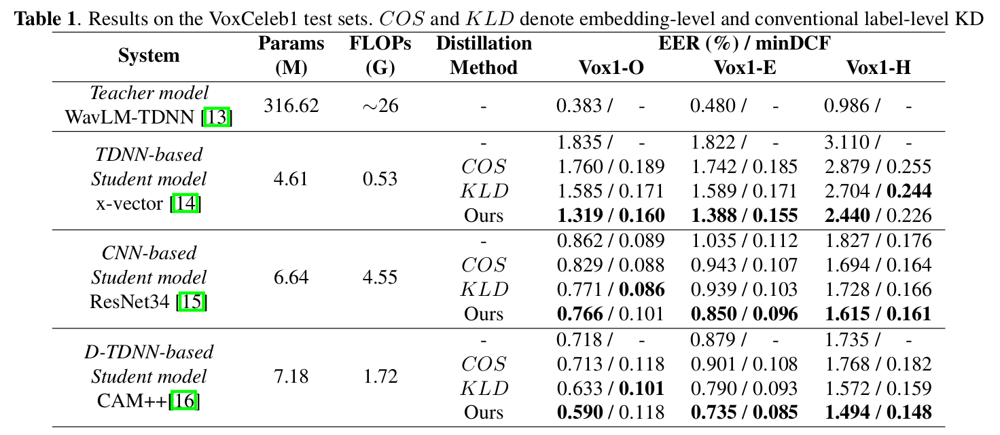 Table 1. Results on the VoxCeleb1 test sets. COS and KLD denote embedding-level and conventional label-level KD
System Params (M) FLOPs (G) Distillation Method EER (%) / minDCF
Vox1-O Vox1-E Vox1-H
Teacher model
WavLM-TDNN [13] 316.62 ~26 - 0.383 / - 0.480 / - 0.986 / -
TDNN-based
Student model
x-vector [14] 4.61 0.53
- 1.835 / - 1.822 / - 3.110 / -
COS 1.760 / 0.189 1.742 / 0.185 2.879 / 0.255
KLD 1.585 / 0.171 1.589 / 0.171 2.704 / 0.244
Ours 1.319 / 0.160 1.388 / 0.155 2.440 / 0.226
CNN-based
Student model
ResNet34 [15] 6.64 4.55
- 0.862 / 0.089 1.035 / 0.112 1.827 / 0.176
COS 0.829 / 0.088 0.943 / 0.107 1.694 / 0.164
KLD 0.771 / 0.086 0.939 / 0.103 1.728 / 0.166
Ours 0.766 / 0.101 0.850 / 0.096 1.615 / 0.161
D-TDNN-based
Student model
CAM++[16] 7.18 1.72
- 0.718 / - 0.879 / - 1.735 / -
COS 0.713 / 0.118 0.901 / 0.108 1.768 / 0.182
KLD 0.633 / 0.101 0.790 / 0.093 1.572 / 0.159
Ours 0.590 / 0.118 0.735 / 0.085 1.494 / 0.148